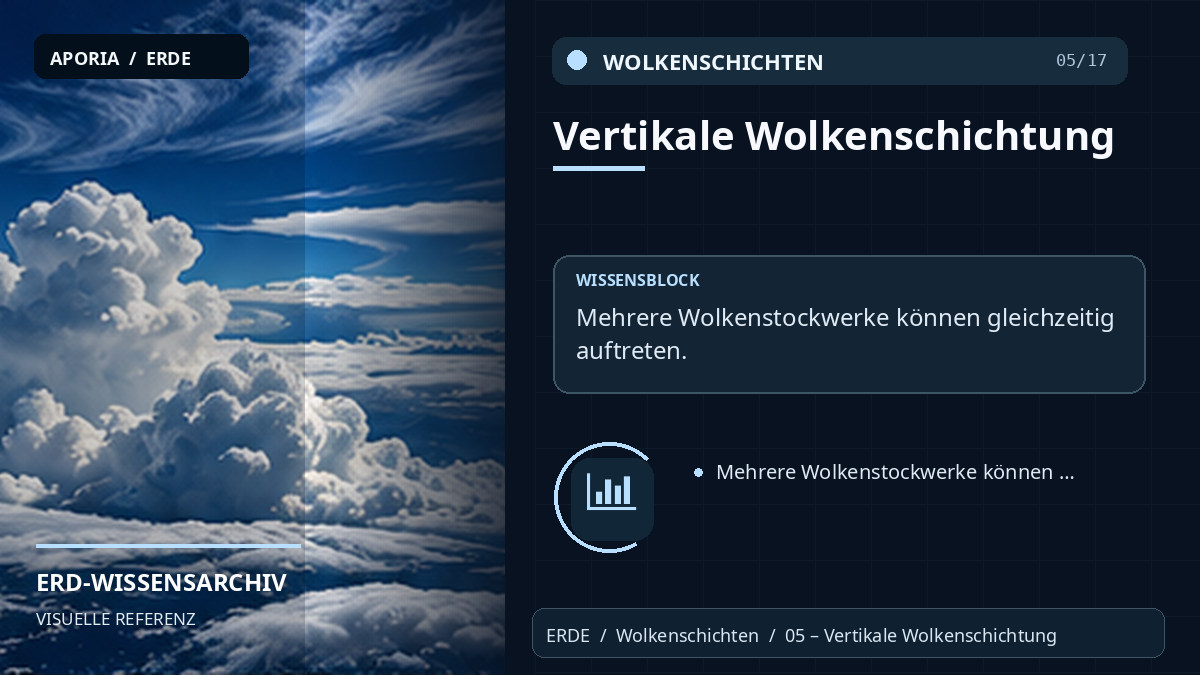 APORIA / ERDE
ERD-WISSENSARCHIV
VISUELLE REFERENZ
WOLKENSCHICHTEN
05/17
Vertikale Wolkenschichtung
WISSENSBLOCK
Mehrere Wolkenstockwerke können gleichzeitig
auftreten.
Mehrere Wolkenstockwerke können ...
ERDE / Wolkenschichten / 05 – Vertikale Wolkenschichtung